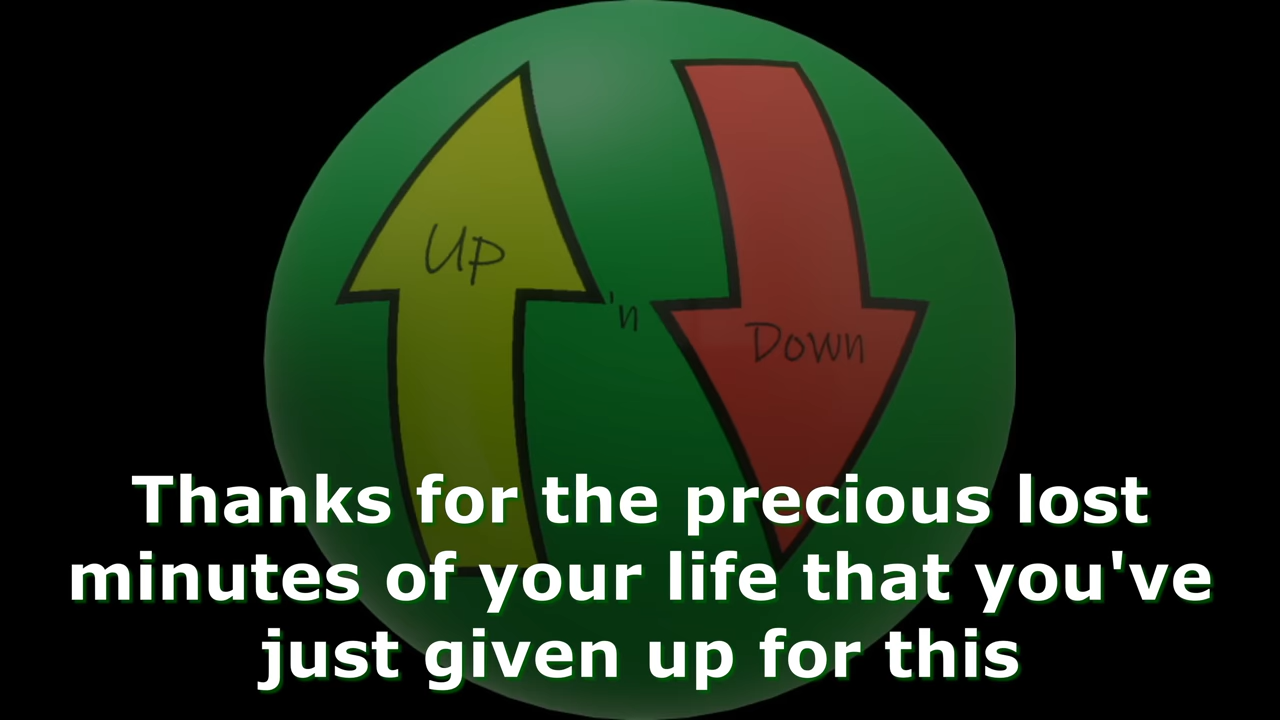 Up
'n
Down
Thanks for the precious lost
minutes of your life that you've
just given up for this